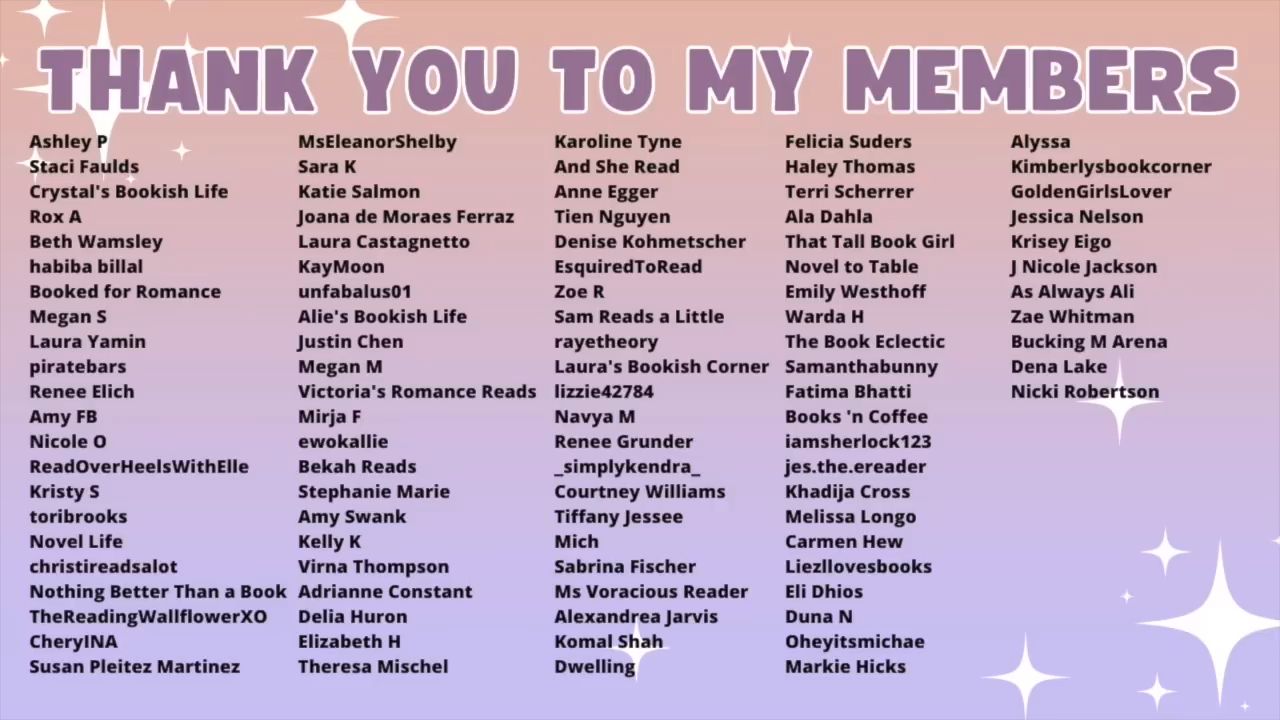 THANK YOU TO MY MEMBERS
Ashley P
Staci Faulds
Crystal's Bookish Life
Rox A
Beth Wamsley
habiba billal
Booked for Romance
Megan S
Laura Yamin
piratebars
Renee Elich
Amy FB
Nicole O
ReadOverHeelsWithElle
Kristy S
toribrooks
Novel Life
christireadsalot
Nothing Better Than a Book
TheReadingWallflowerXO
CheryINA
Susan Pleitez Martinez
MsEleanorShelby
Sara K
Katie Salmon
Joana de Moraes Ferraz
Laura Castagnetto
KayMoon
unfabalus01
Alie's Bookish Life
Justin Chen
Megan M
Victoria's Romance Reads
Mirja F
ewokallie
Bekah Reads
Stephanie Marie
Amy Swank
Kelly K
Virna Thompson
Adrianne Constant
Delia Huron
Elizabeth H
Theresa Mischel
Karoline Tyne
And She Read
Anne Egger
Tien Nguyen
Denise Kohmetscher
EsquiredToRead
Zoe R
Sam Reads a Little
rayetheory
Laura's Bookish Corner
lizzie42784
Navya M
Renee Grunder
_simplykendra_
Courtney Williams
Tiffany Jessee
Mich
Sabrina Fischer
Ms Voracious Reader
Alexandrea Jarvis
Komal Shah
Dwelling
Felicia Suders
Haley Thomas
Terri Scherrer
Ala Dahla
That Tall Book Girl
Novel to Table
Emily Westhoff
Warda H
The Book Eclectic
Samanthabunny
Fatima Bhatti
Books 'n Coffee
iamsherlock123
jes.the.ereader
Khadija Cross
Melissa Longo
Carmen Hew
Liezllovesbooks
Eli Dhios
Duna N
Oheyitsmichae
Markie Hicks
Alyssa
Kimberlysbookcorner
GoldenGirlsLover
Jessica Nelson
Krisey Eigo
J Nicole Jackson
As Always Ali
Zae Whitman
Bucking M Arena
Dena Lake
Nicki Robertson